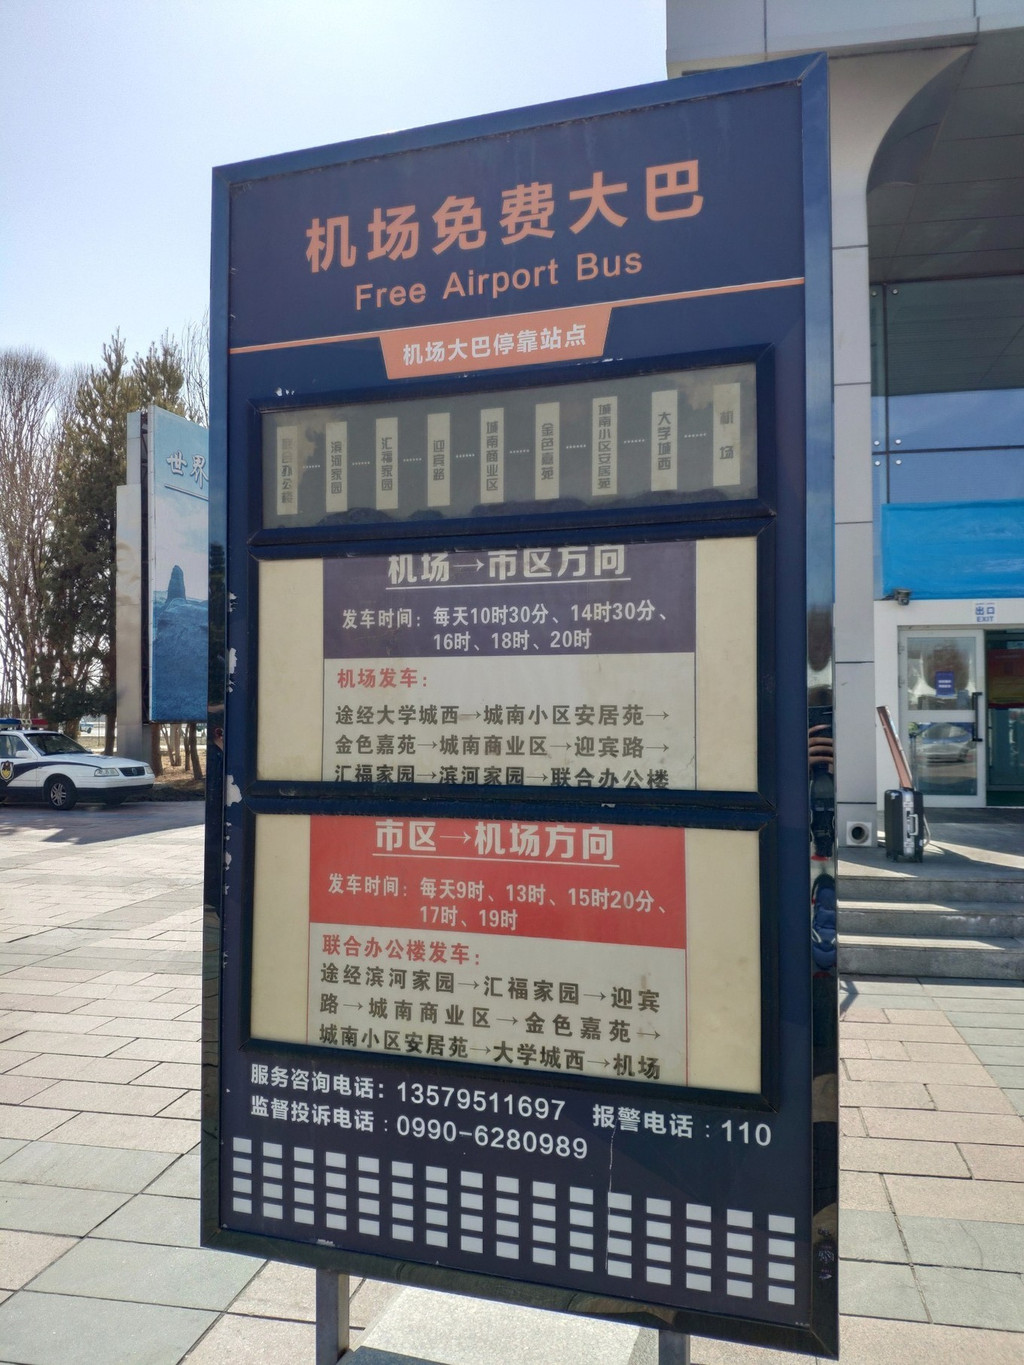 机场免费大巴
Free Airport Bus
机场大巴停靠站点
联合办公楼
滨河家园
汇福家园
迎宾路
城南商业区
金色嘉苑
城南小区安居苑
大学城西
机场
机场→市区方向
发车时间：每天10时30分、14时30分、
16时、18时、20时
机场发车：
途经大学城西→城南小区安居苑→
金色嘉苑→城南商业区→迎宾路→
汇福家园→滨河家园→联合办公楼
市区→机场方向
发车时间：每天9时、13时、15时20分、
17时、19时
联合办公楼发车：
途经滨河家园→汇福家园→迎宾
路→城南商业区→金色嘉苑→
城南小区安居苑→大学城西→机场
服务咨询电话：13579511697
监督投诉电话：0990-6280989
报警电话：110
世界
出口
EXIT